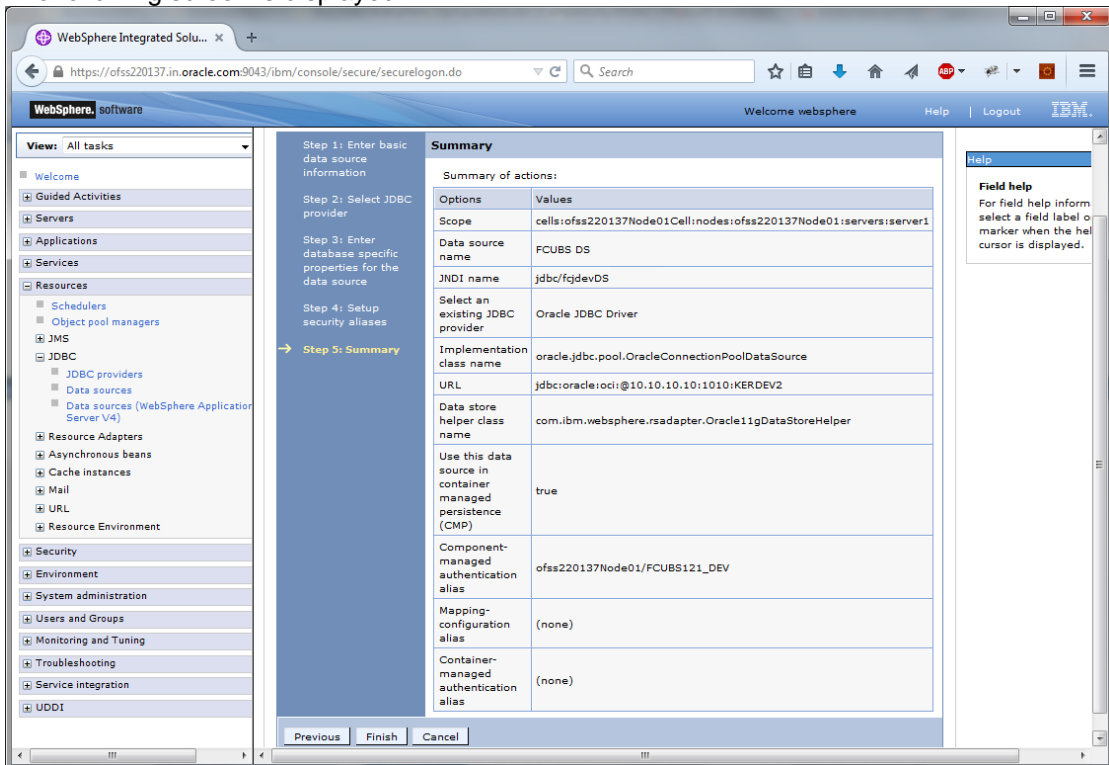 WebSphere Integrated Solu... × +
https://ofss220137.in.oracle.com:9043/ibm/console/secure/securelogon.do
Search
ABP
WebSphere. software
Welcome websphere
Help | Logout
IBM.
View: All tasks
Welcome
Guided Activities
Servers
Applications
Services
Resources
Schedulers
Object pool managers
JMS
JDBC
JDBC providers
Data sources
Data sources (WebSphere Application
Server V4)
Resource Adapters
Asynchronous beans
Cache instances
Mail
URL
Resource Environment
Security
Environment
System administration
Users and Groups
Monitoring and Tuning
Troubleshooting
Service integration
UDDI
Step 1: Enter basic
data source
information
Step 2: Select JDBC
provider
Step 3: Enter
database specific
properties for the
data source
Step 4: Setup
security aliases
→ Step 5: Summary
Summary
Summary of actions:
Options Values
Scope cells:ofss220137Node01Cell:nodes:ofss220137Node01:servers:server1
Data source
name
FCUBS DS
JNDI name jdbc/fcjdevDS
Select an
existing JDBC
provider
Oracle JDBC Driver
Implementation
class name
oracle.jdbc.pool.OracleConnectionPoolDataSource
URL jdbc:oracle:oci:@10.10.10.10:1010:KERDEV2
Data store
helper class
name
com.ibm.websphere.rsadapter.Oracle11gDataStoreHelper
Use this data
source in
container
managed
persistence
(CMP)
true
Component-
managed
authentication
alias
ofss220137Node01/FCUBS121_DEV
Mapping-
configuration
alias
(none)
Container-
managed
authentication
alias
(none)
Previous Finish Cancel
Help
Field help
For field help inform
select a field label o
marker when the hel
cursor is displayed.